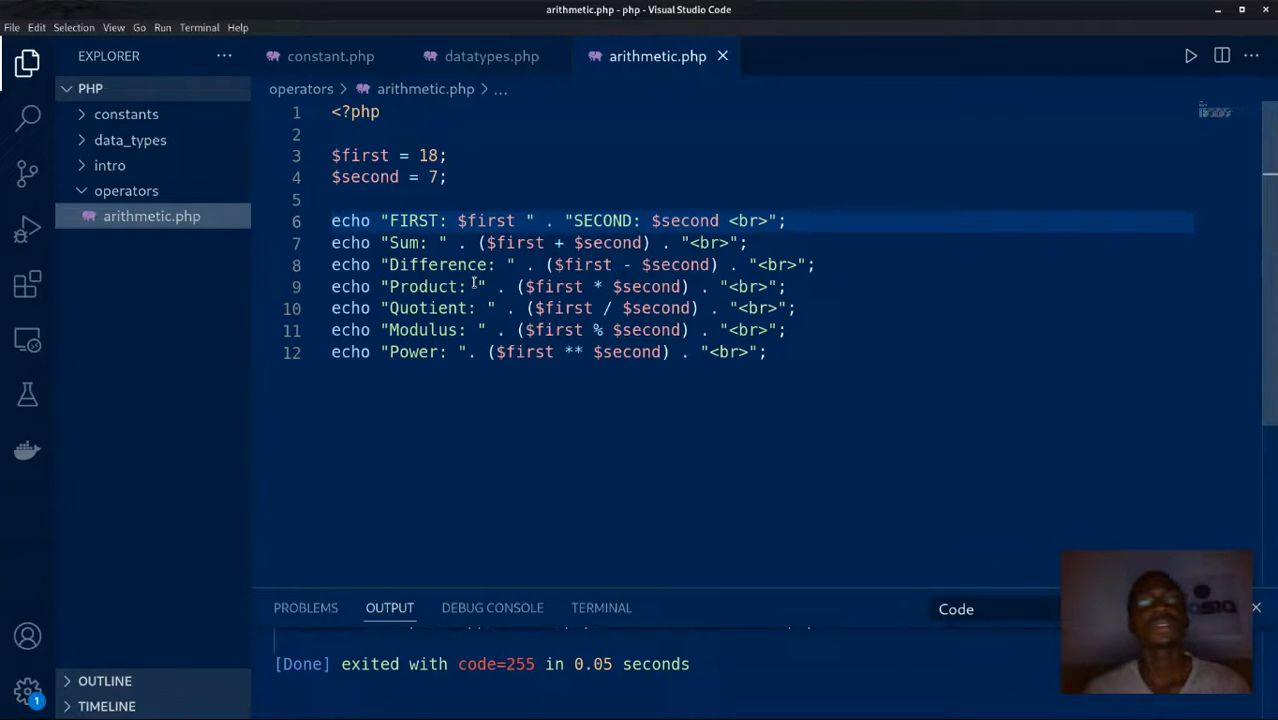 arithmetic.php - php - Visual Studio Code
File Edit Selection View Go Run Terminal Help
EXPLORER
constant.php datatypes.php arithmetic.php
PHP
operators arithmetic.php ...
constants
data_types
intro
operators
arithmetic.php
1 <?php
2
3 $first = 18;
4 $second = 7;
5
6 echo "FIRST: $first " . "SECOND: $second <br>";
7 echo "Sum: " . ($first + $second) . "<br>";
8 echo "Difference: " . ($first - $second) . "<br>";
9 echo "Product: " . ($first * $second) . "<br>";
10 echo "Quotient: " . ($first / $second) . "<br>";
11 echo "Modulus: " . ($first % $second) . "<br>";
12 echo "Power: ". ($first ** $second) . "<br>";
PROBLEMS OUTPUT DEBUG CONSOLE TERMINAL Code
[Done] exited with code=255 in 0.05 seconds
OUTLINE
TIMELINE
1